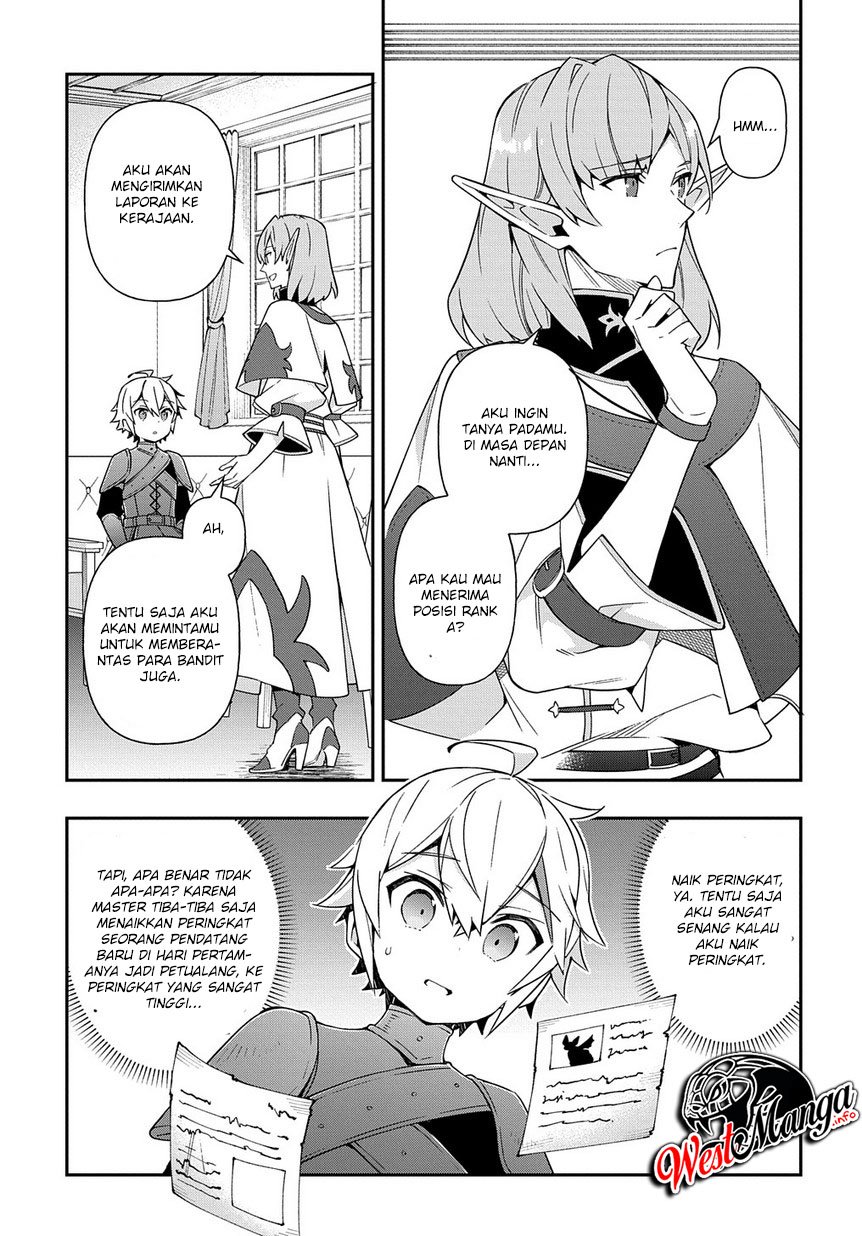 HMM...
AKU INGIN
TANYA PADAMU.
DI MASA DEPAN
NANTI...
APA KAU MAU
MENERIMA
POSISI RANK
A?
AKU AKAN
MENGIRIMKAN
LAPORAN KE
KERAJAAN.
AH,
TENTU SAJA AKU
AKAN MEMINTAMU
UNTUK MEMBERA-
NTAS PARA BANDIT
JUGA.
NAIK PERINGKAT,
YA. TENTU SAJA
AKU SANGAT
SENANG KALAU
AKU NAIK
PERINGKAT.
TAPI, APA BENAR TIDAK
APA-APA? KARENA
MASTER TIBA-TIBA SAJA
MENAIKKAN PERINGKAT
SEORANG PENDATANG
BARU DI HARI PERTAM-
ANYA JADI PETUALANG, KE
PERINGKAT YANG SANGAT
TINGGI...
WestManga
.info